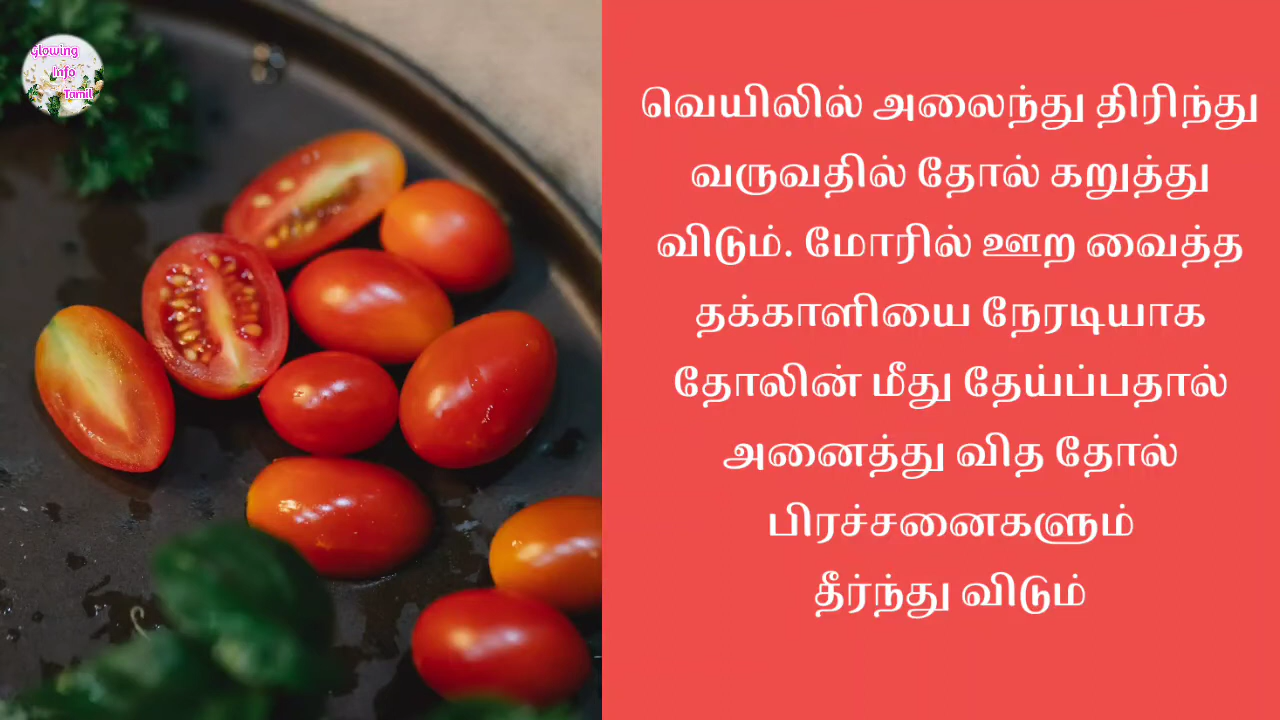 Glowing
Info
Tamil
வெயிலில் அலைந்து திரிந்து
வருவதில் தோல் கறுத்து
விடும். மோரில் ஊற வைத்த
தக்காளியை நேரடியாக
தோலின் மீது தேய்ப்பதால்
அனைத்து வித தோல்
பிரச்சனைகளும்
தீர்ந்து விடும்